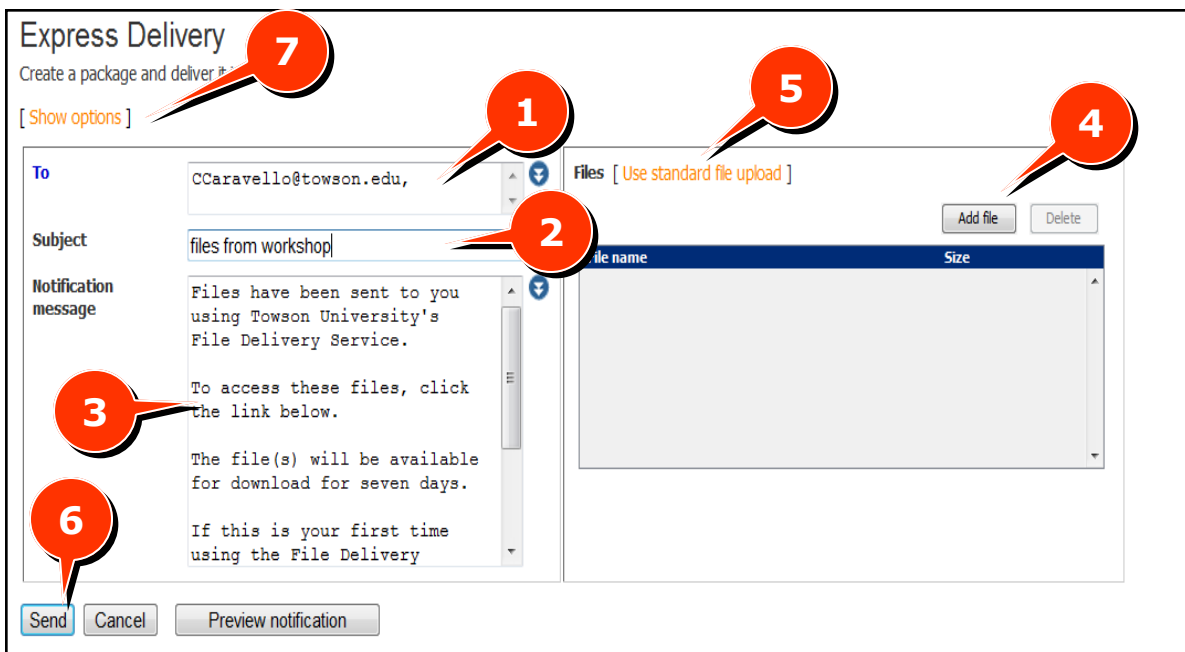 Express Delivery
7
Create a package and deliver it
[ Show options ]
1
5
4
To
CCaravello@towson.edu,
Files [ Use standard file upload ]
Add file
Delete
Subject
files from workshop
2
File name
Size
Notification
message
Files have been sent to you
using Towson University's
File Delivery Service.
To access these files, click
the link below.
3
The file(s) will be available
for download for seven days.
If this is your first time
using the File Delivery
6
Send
Cancel
Preview notification